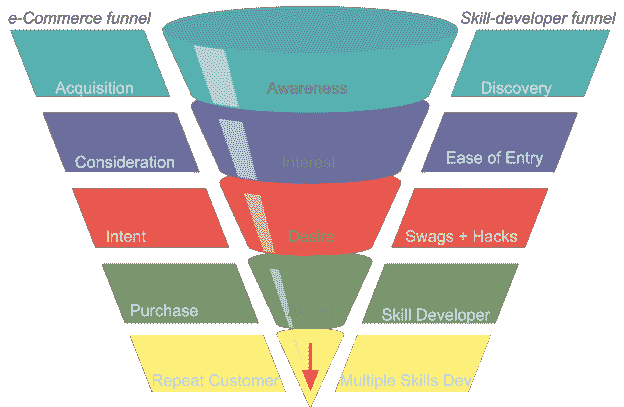 e-Commerce funnel
Skill-developer funnel
Acquisition
Awareness
Discovery
Consideration
Interest
Ease of Entry
Intent
Desire
Swags + Hacks
Purchase
Skill Developer
Repeat Customer
Multiple Skills Dev